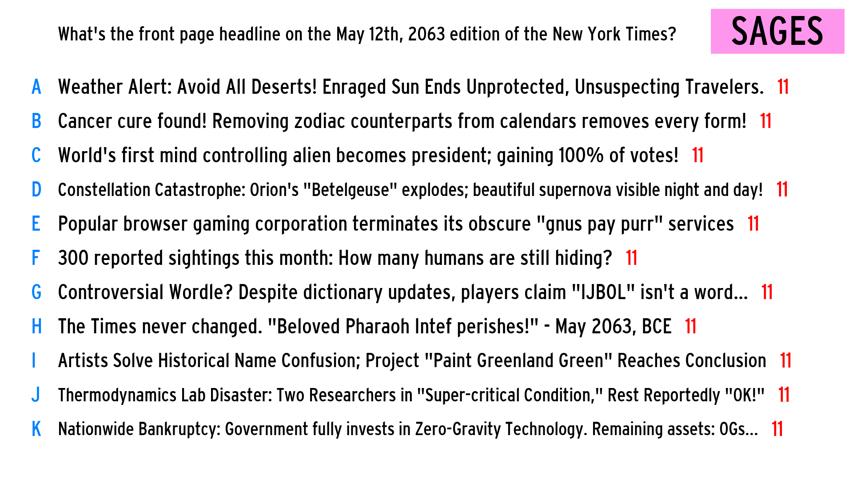 What's the front page headline on the May 12th, 2063 edition of the New York Times?
SAGES
A Weather Alert: Avoid All Deserts! Enraged Sun Ends Unprotected, Unsuspecting Travelers. 11
B Cancer cure found! Removing zodiac counterparts from calendars removes every form! 11
C World's first mind controlling alien becomes president; gaining 100% of votes! 11
D Constellation Catastrophe: Orion's "Betelgeuse" explodes; beautiful supernova visible night and day! 11
E Popular browser gaming corporation terminates its obscure "gnus pay purr" services 11
F 300 reported sightings this month: How many humans are still hiding? 11
G Controversial Wordle? Despite dictionary updates, players claim "IJBOL" isn't a word... 11
H The Times never changed. "Beloved Pharaoh Intef perishes!" - May 2063, BCE 11
I Artists Solve Historical Name Confusion; Project "Paint Greenland Green" Reaches Conclusion 11
J Thermodynamics Lab Disaster: Two Researchers in "Super-critical Condition," Rest Reportedly "OK!" 11
K Nationwide Bankruptcy: Government fully invests in Zero-Gravity Technology. Remaining assets: OGs... 11